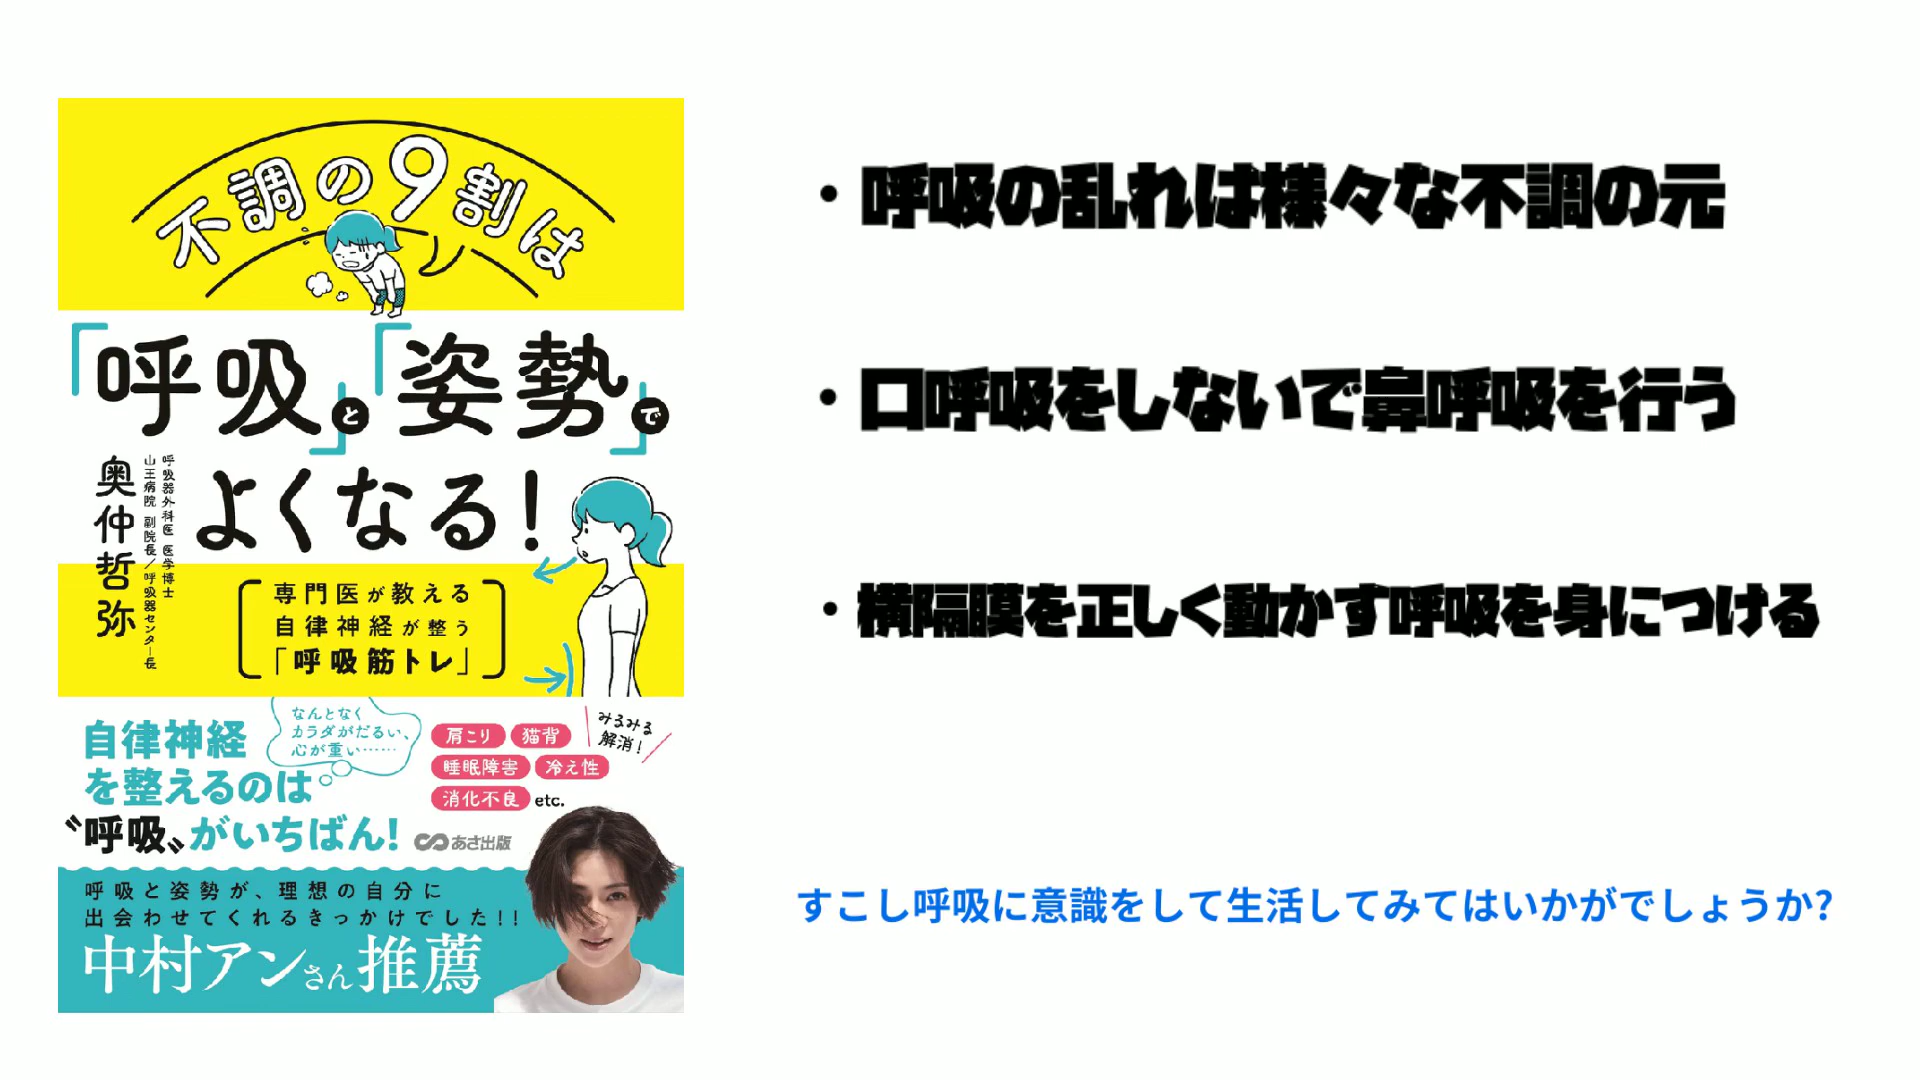 不調の9割は
「呼吸」と「姿勢」で
よくなる!
呼吸器外科医 医学博士
山王病院 副院長/呼吸器センター長
奥仲哲弥
専門医が教える
自律神経が整う
「呼吸筋トレ」
自律神経
を整えるのは
〝呼吸〟がいちばん!
なんとなく
カラダがだるい、
心が重い……
肩こり 猫背
睡眠障害 冷え性
消化不良 etc.
みるみる
解消!
あさ出版
呼吸と姿勢が、理想の自分に
出会わせてくれるきっかけでした!!
中村アンさん推薦
・呼吸の乱れは様々な不調の元
・口呼吸をしないで鼻呼吸を行う
・横隔膜を正しく動かす呼吸を身につける
すこし呼吸に意識をして生活してみてはいかがでしょうか?